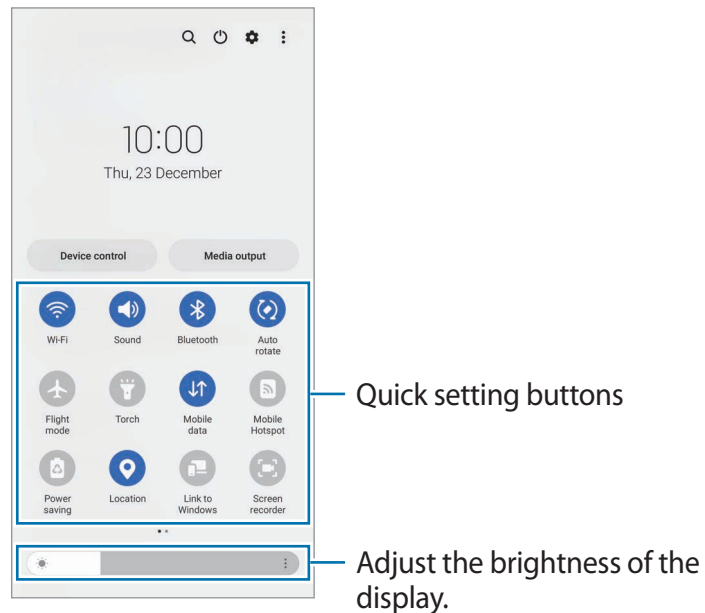 10:00
Thu, 23 December
Device control Media output
Wi-Fi Sound Bluetooth Auto rotate
Quick setting buttons
Flight mode Torch Mobile data Mobile Hotspot
Power saving Location Link to Windows Screen recorder
Adjust the brightness of the
display.